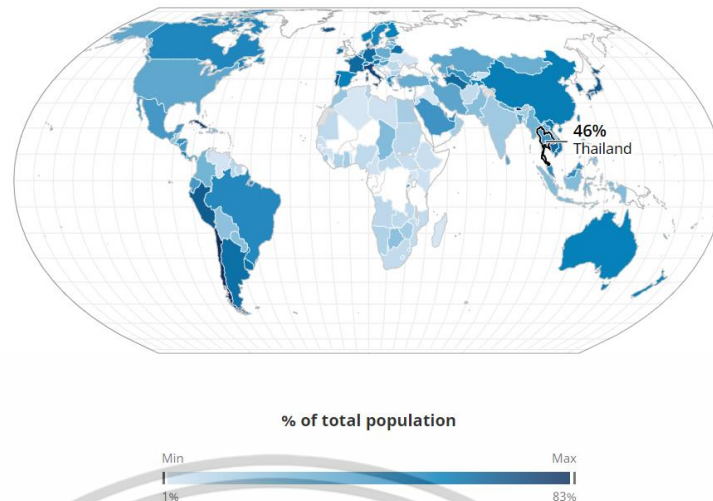 46%
Thailand
% of total population
Min Max
1% 83%